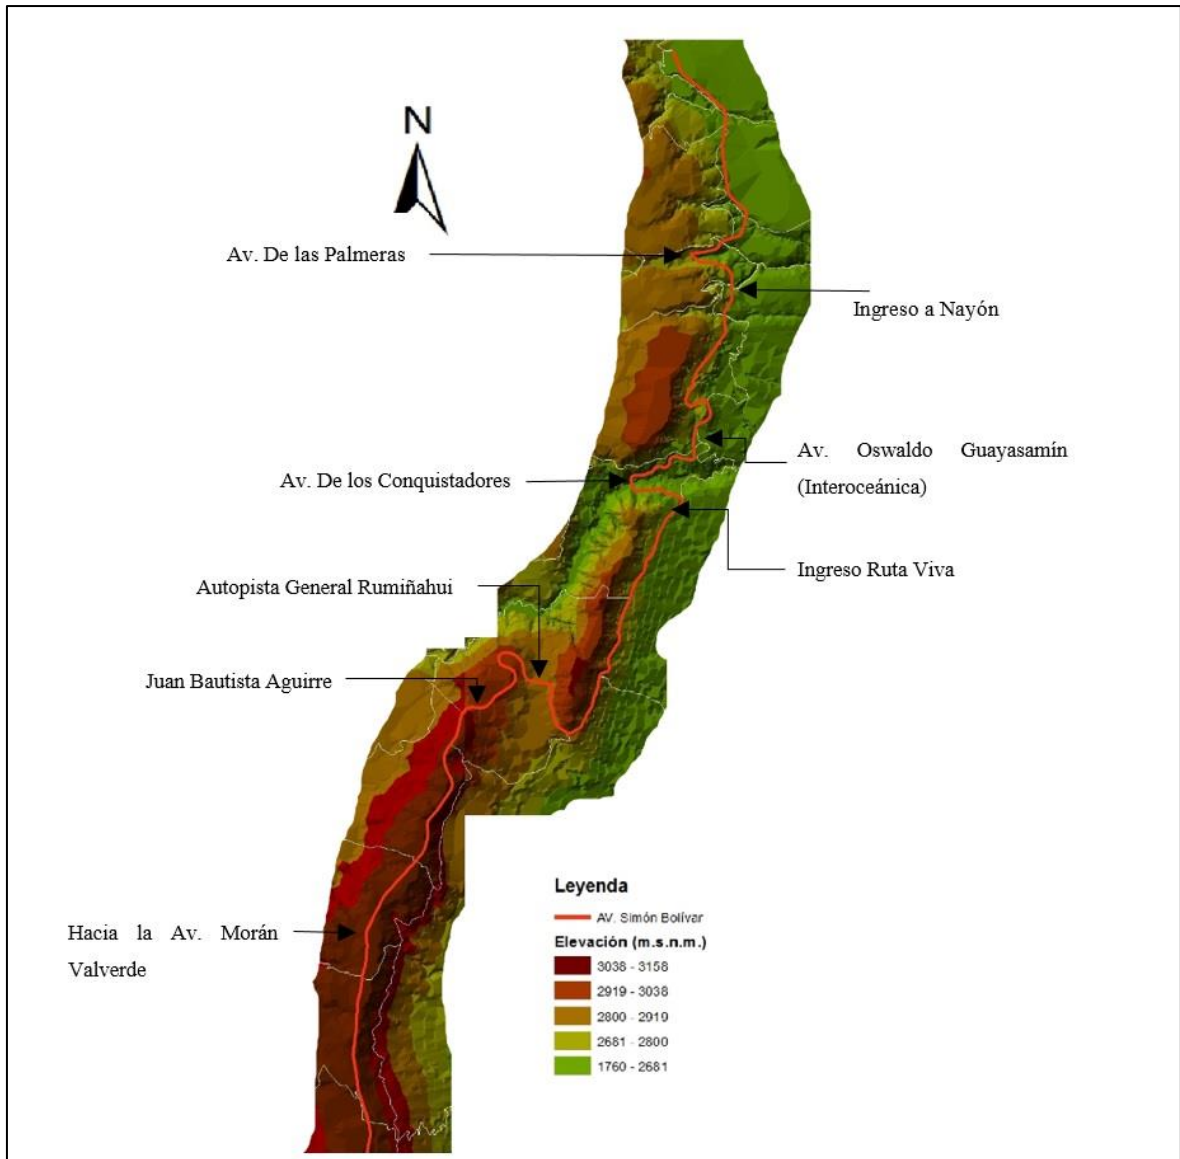 N
Av. De las Palmeras
Ingreso a Nayón
Av. Oswaldo Guayasamín
(Interoceánica)
Av. De los Conquistadores
Ingreso Ruta Viva
Autopista General Rumiñahui
Juan Bautista Aguirre
Hacia la Av. Morán
Valverde
Leyenda
AV. Simón Bolívar
Elevación (m.s.n.m.)
3038 - 3158
2919 - 3038
2800 - 2919
2681 - 2800
1760 - 2681